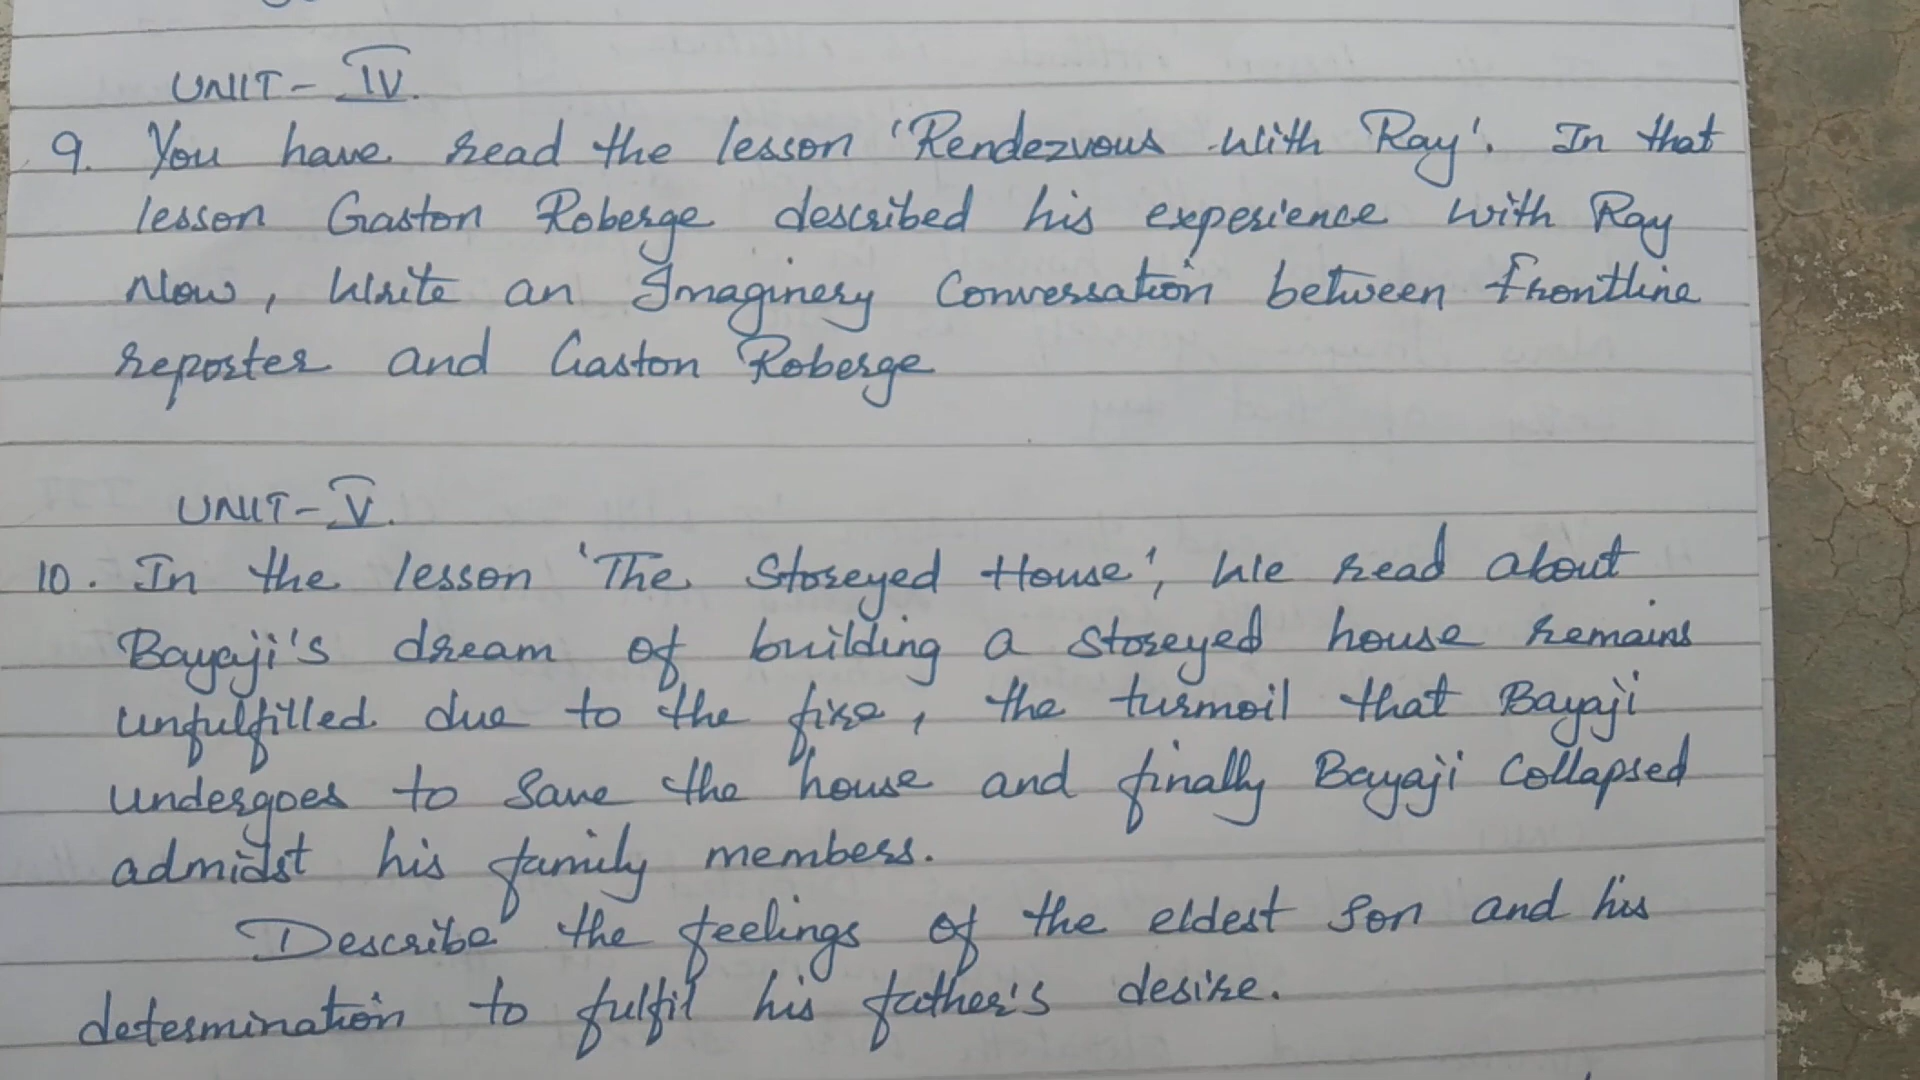 UNIT - IV.
9. You have read the lesson 'Rendezvous With Ray'. In that
lesson Gaston Roberge described his experience with Ray
Now, Write an Imaginery Conversation between Frontline
reporter and Gaston Roberge
UNIT - V.
10. In the lesson 'The Storeyed House', We read about
Bayaji's dream of building a storeyed house remains
unfulfilled due to the fire, the turmoil that Bayaji
undergoes to save the house and finally Bayaji Collapsed
admidst his family members.
Describe the feelings of the eldest son and his
determination to fulfil his father's desire.